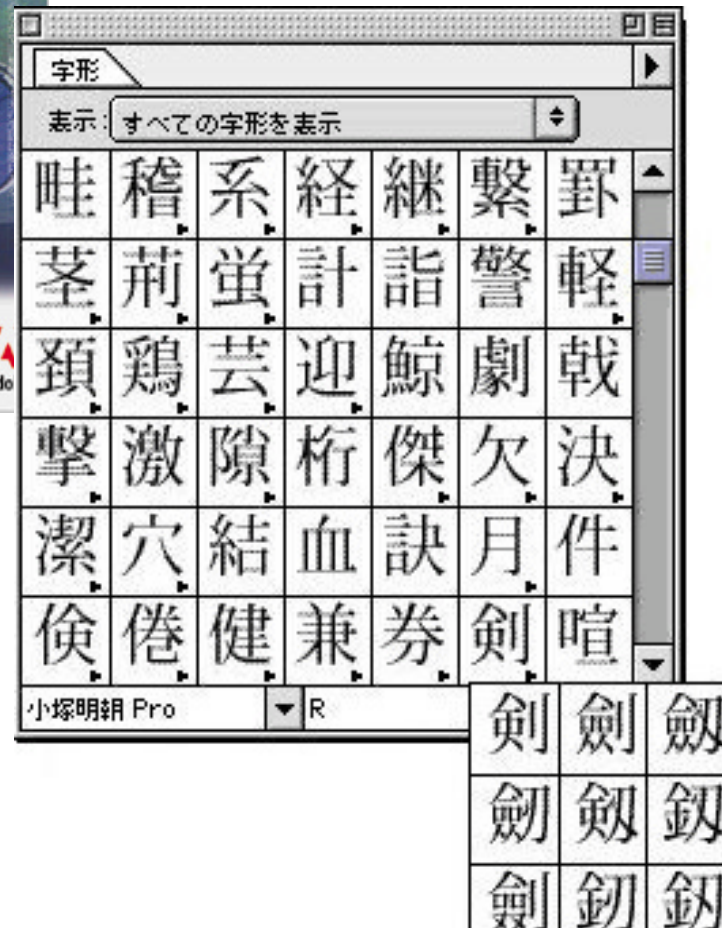 字形
表示: すべての字形を表示
畦 稽 系 経 継 繋 罫
茎 荊 蛍 計 詣 警 軽
頚 鶏 芸 迎 鯨 劇 戟
撃 激 隙 桁 傑 欠 決
潔 穴 結 血 訣 月 件
倹 倦 健 兼 券 剣 喧
小塚明朝 Pro R
剣 劍 劔
劒 剱 釼
釖